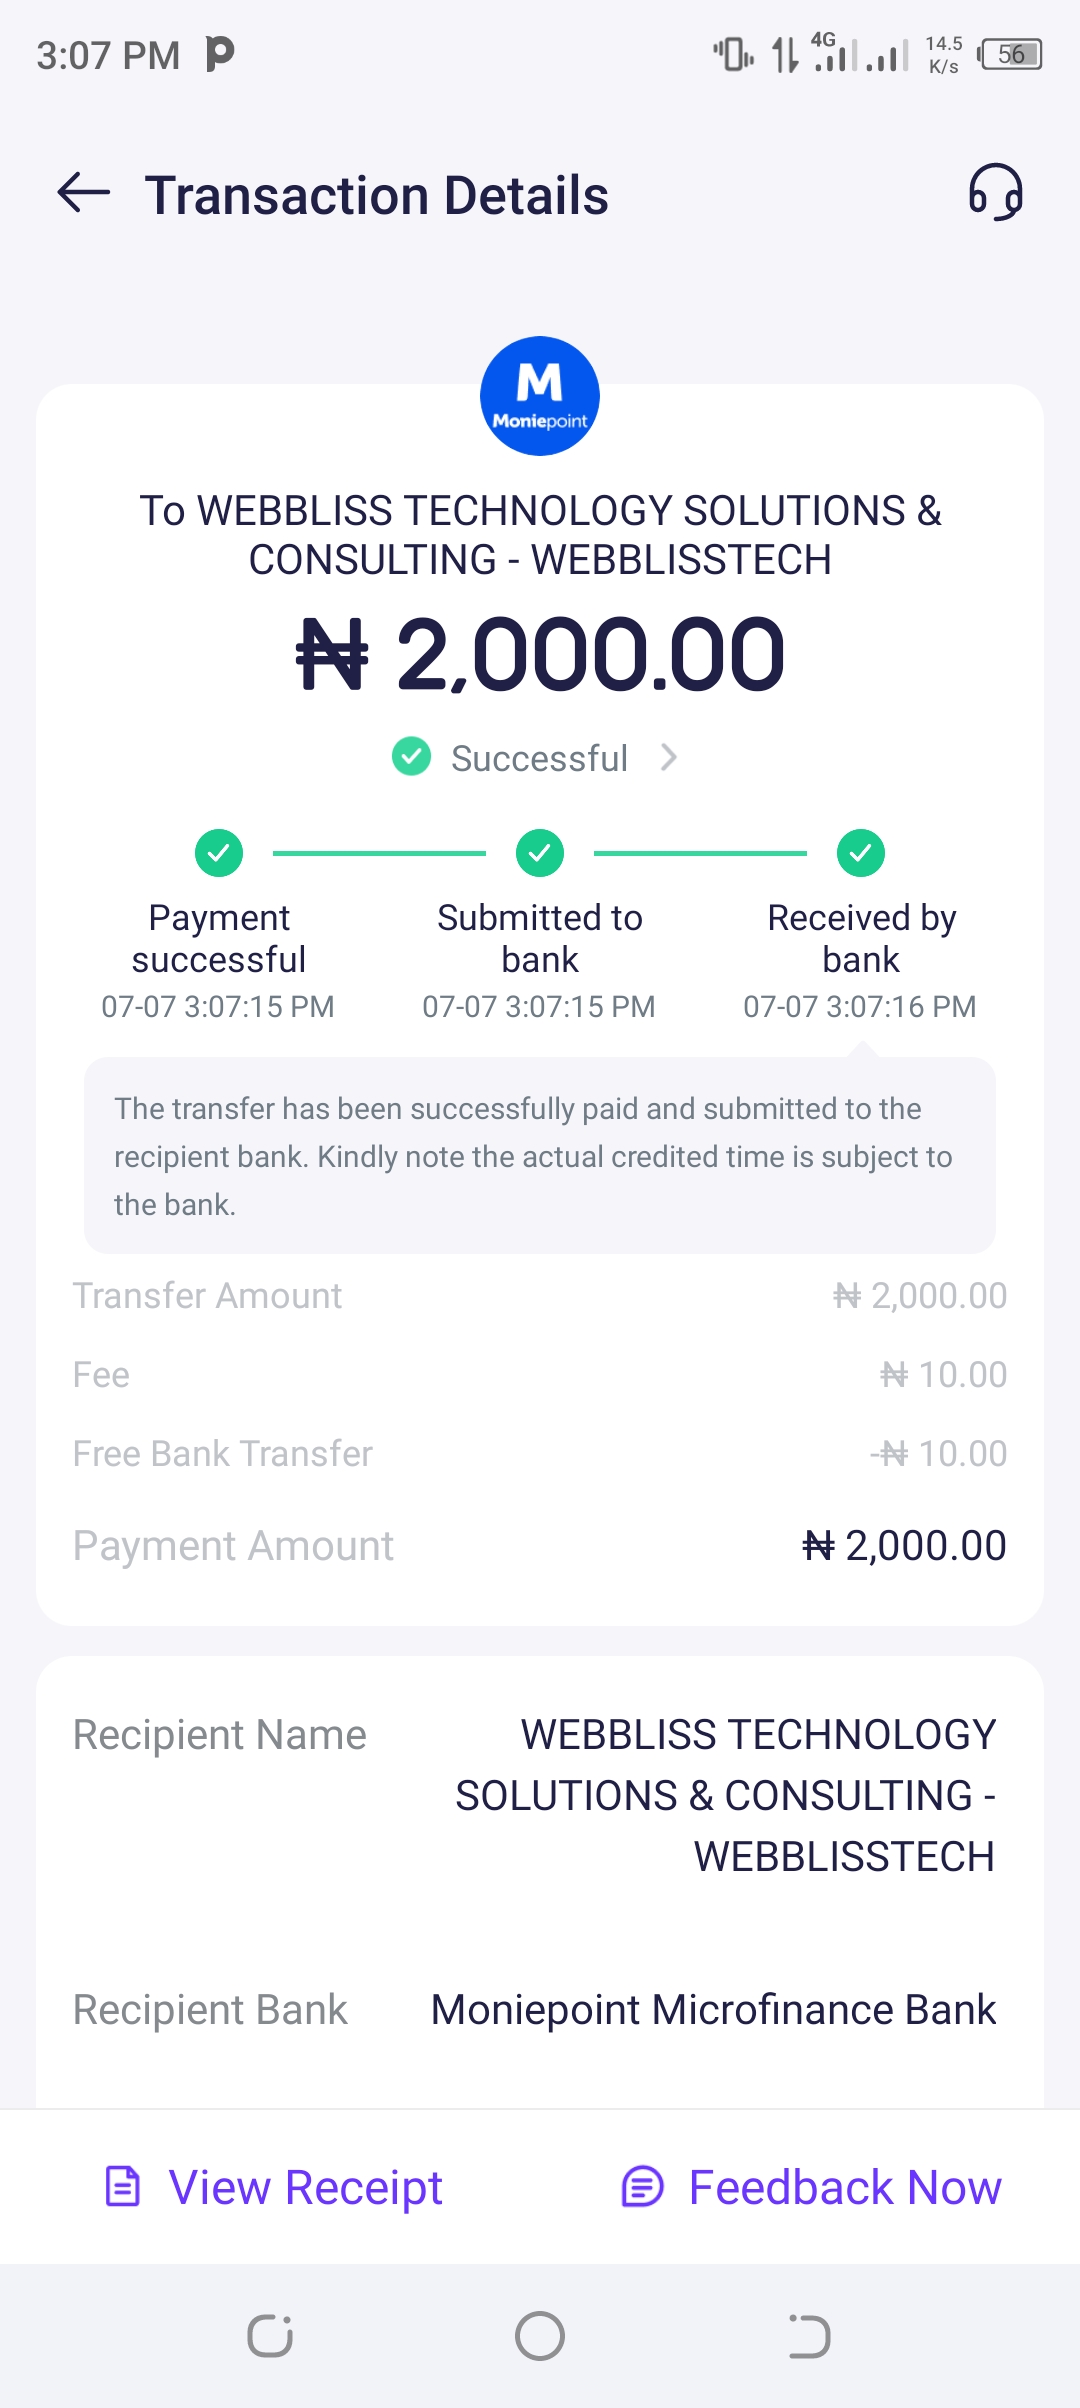 3:07 PM
4G
14.5
K/s
56
Transaction Details
M
Moniepoint
To WEBBLISS TECHNOLOGY SOLUTIONS &
CONSULTING - WEBBLISSTECH
₦ 2,000.00
Successful
Payment
successful
07-07 3:07:15 PM
Submitted to
bank
07-07 3:07:15 PM
Received by
bank
07-07 3:07:16 PM
The transfer has been successfully paid and submitted to the
recipient bank. Kindly note the actual credited time is subject to
the bank.
Transfer Amount ₦ 2,000.00
Fee ₦ 10.00
Free Bank Transfer -₦ 10.00
Payment Amount ₦ 2,000.00
Recipient Name WEBBLISS TECHNOLOGY
SOLUTIONS & CONSULTING -
WEBBLISSTECH
Recipient Bank Moniepoint Microfinance Bank
View Receipt
Feedback Now